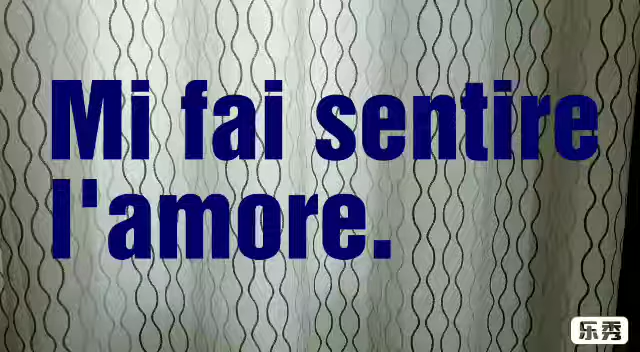 Mi fai sentire
l'amore.
乐秀